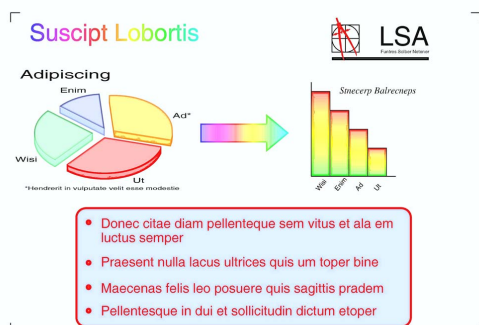 Suscipt Lobortis
LSA
Adipiscing
Enim
Ad*
Wisi
Ut
*Hendrerit in vulputate velit esse modestie
Snecerp Balrecneps
Wisi
Enim
Ad
Ut
Donec citae diam pellenteque sem vitus et ala em
luctus semper
Praesent nulla lacus ultrices quis um toper bine
Maecenas felis leo posuere quis sagittis pradem
Pellentesque in dui et sollicitudin dictum etoper